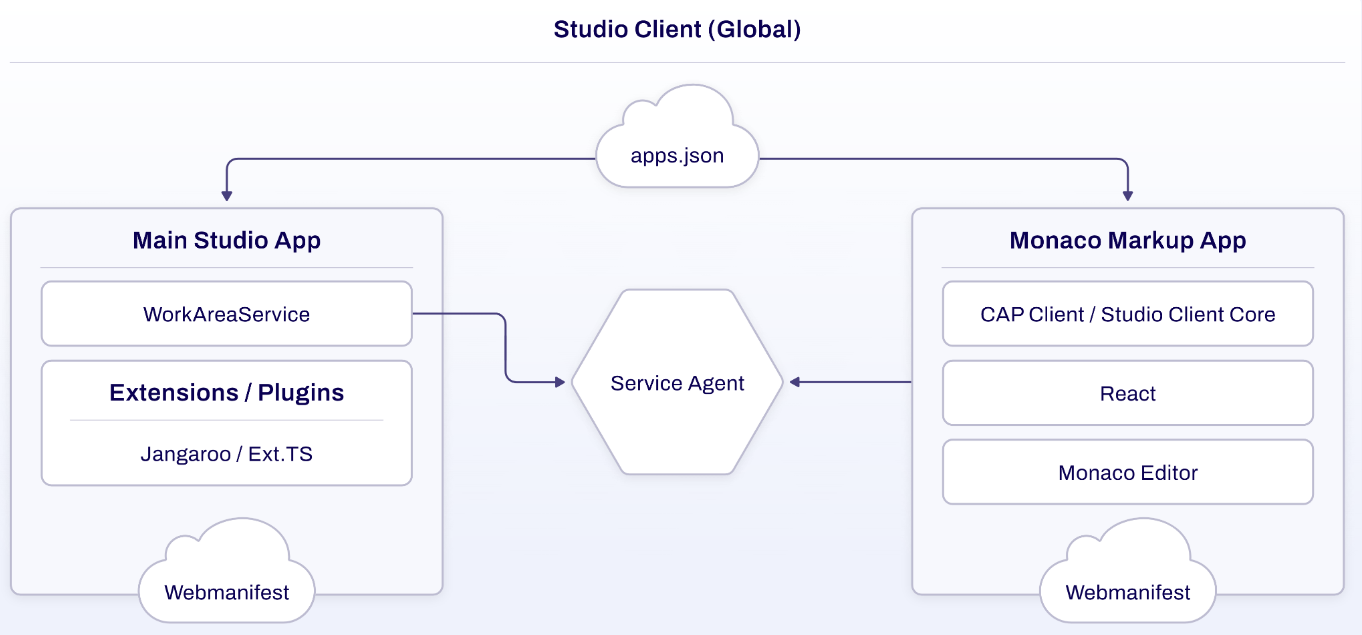 Studio Client (Global)
apps.json
Main Studio App
WorkAreaService
Extensions / Plugins
Jangaroo / Ext.TS
Webmanifest
Service Agent
Monaco Markup App
CAP Client / Studio Client Core
React
Monaco Editor
Webmanifest